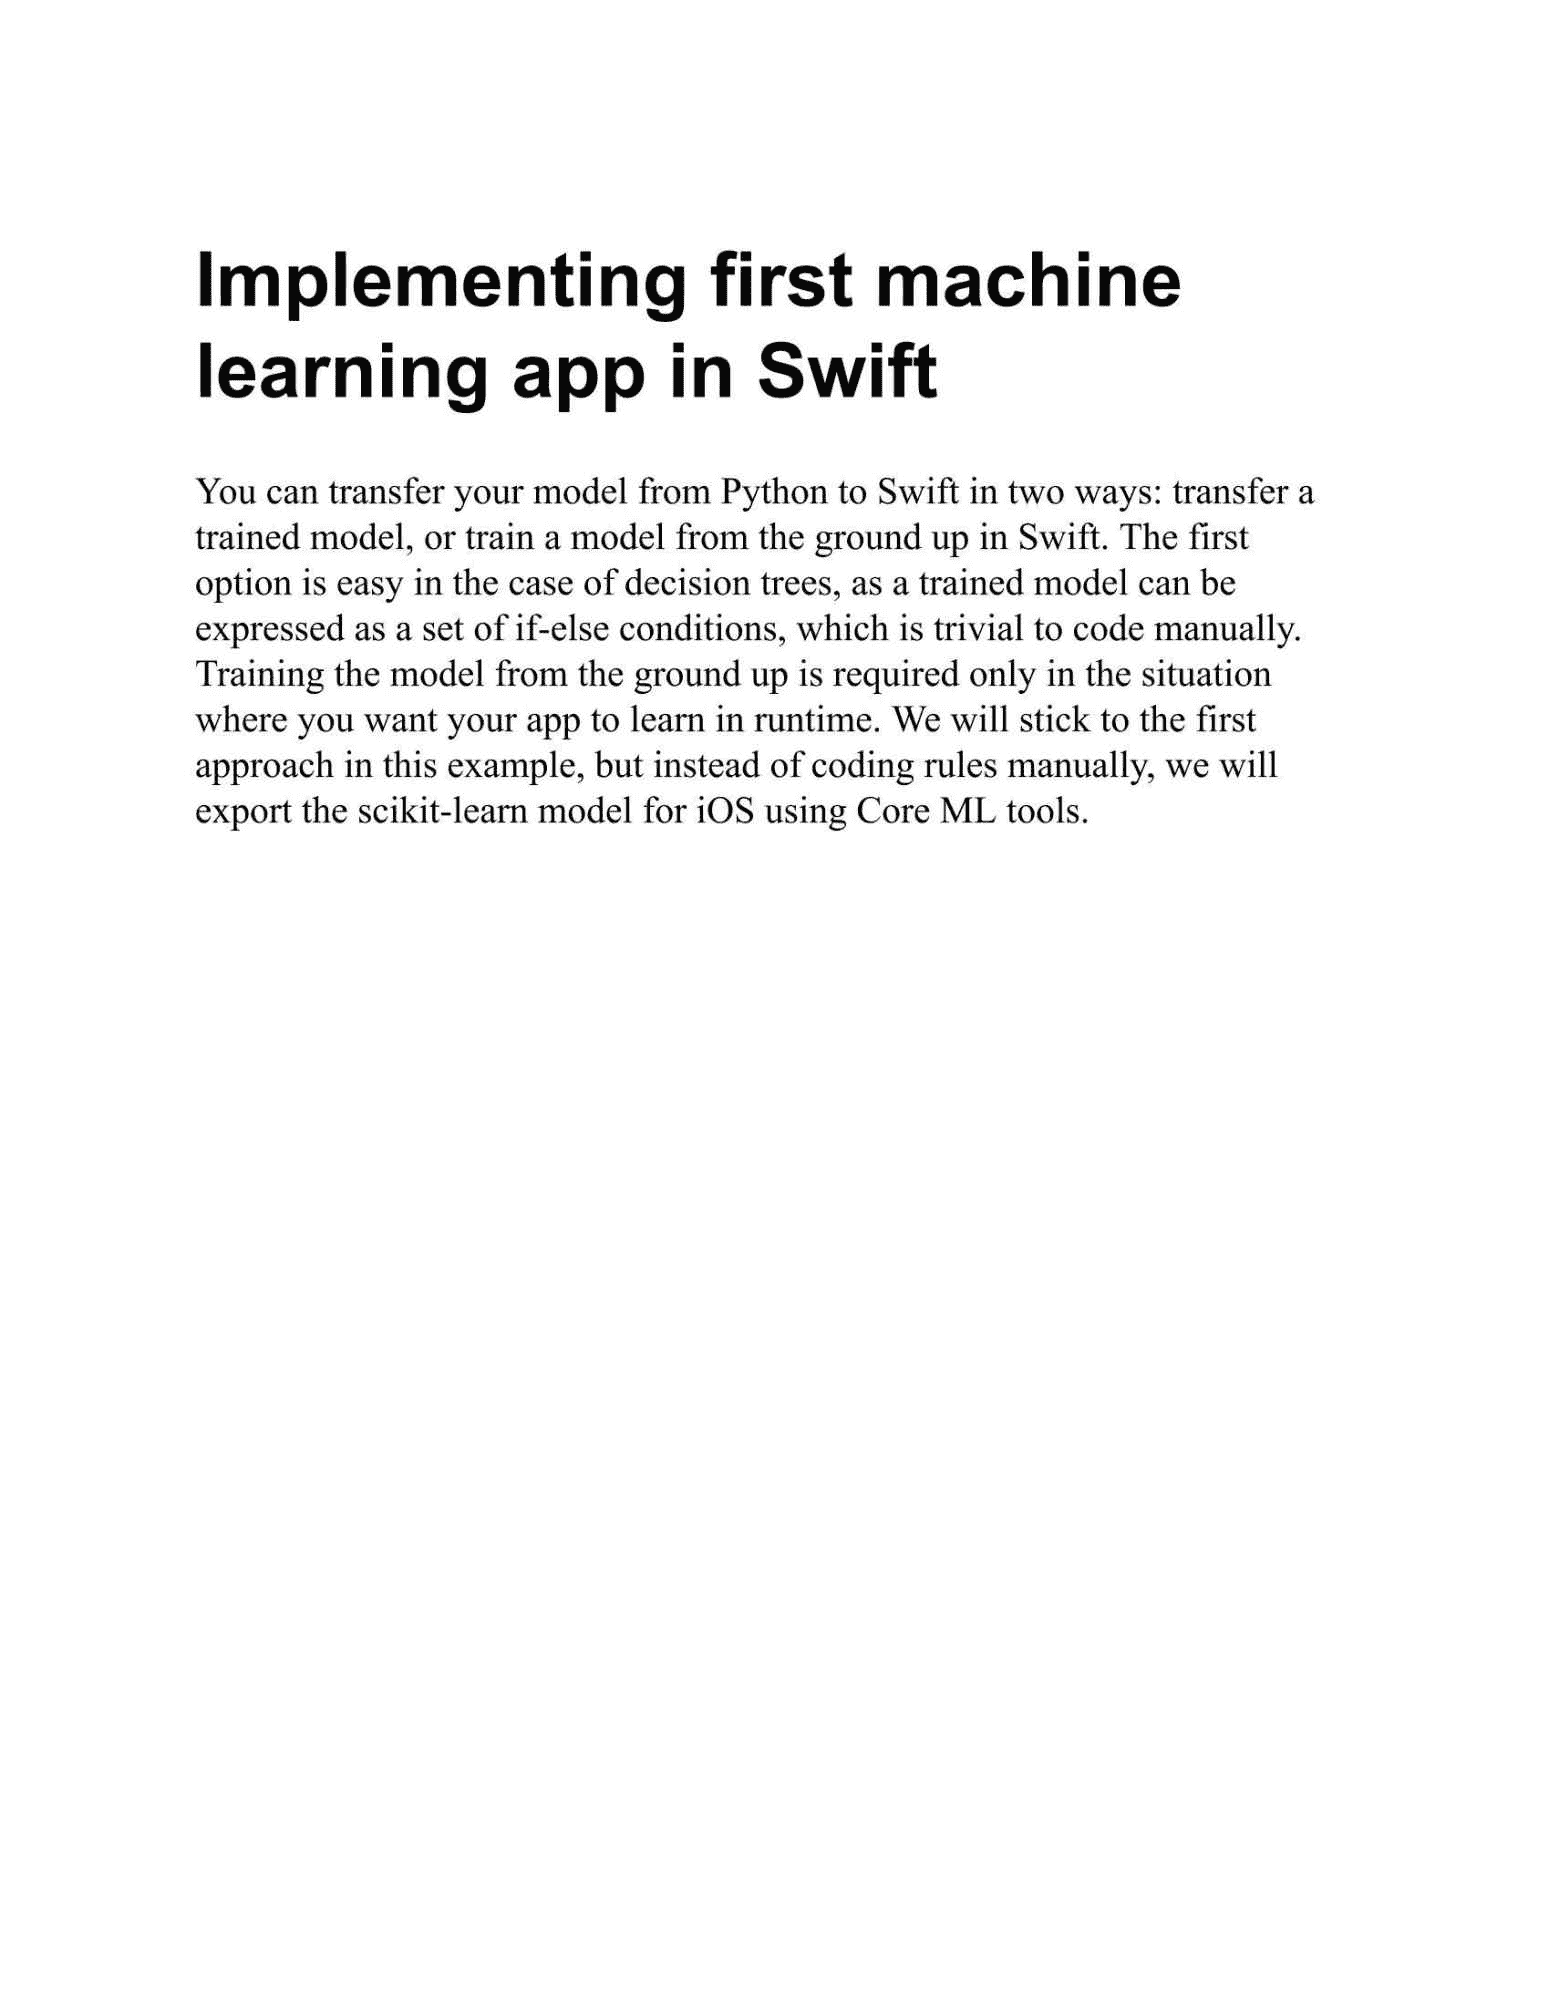 Implementing first machine
learning app in Swift
You can transfer your model from Python to Swift in two ways: transfer a
trained model, or train a model from the ground up in Swift. The first
option is easy in the case of decision trees, as a trained model can be
expressed as a set of if-else conditions, which is trivial to code manually.
Training the model from the ground up is required only in the situation
where you want your app to learn in runtime. We will stick to the first
approach in this example, but instead of coding rules manually, we will
export the scikit-learn model for iOS using Core ML tools.